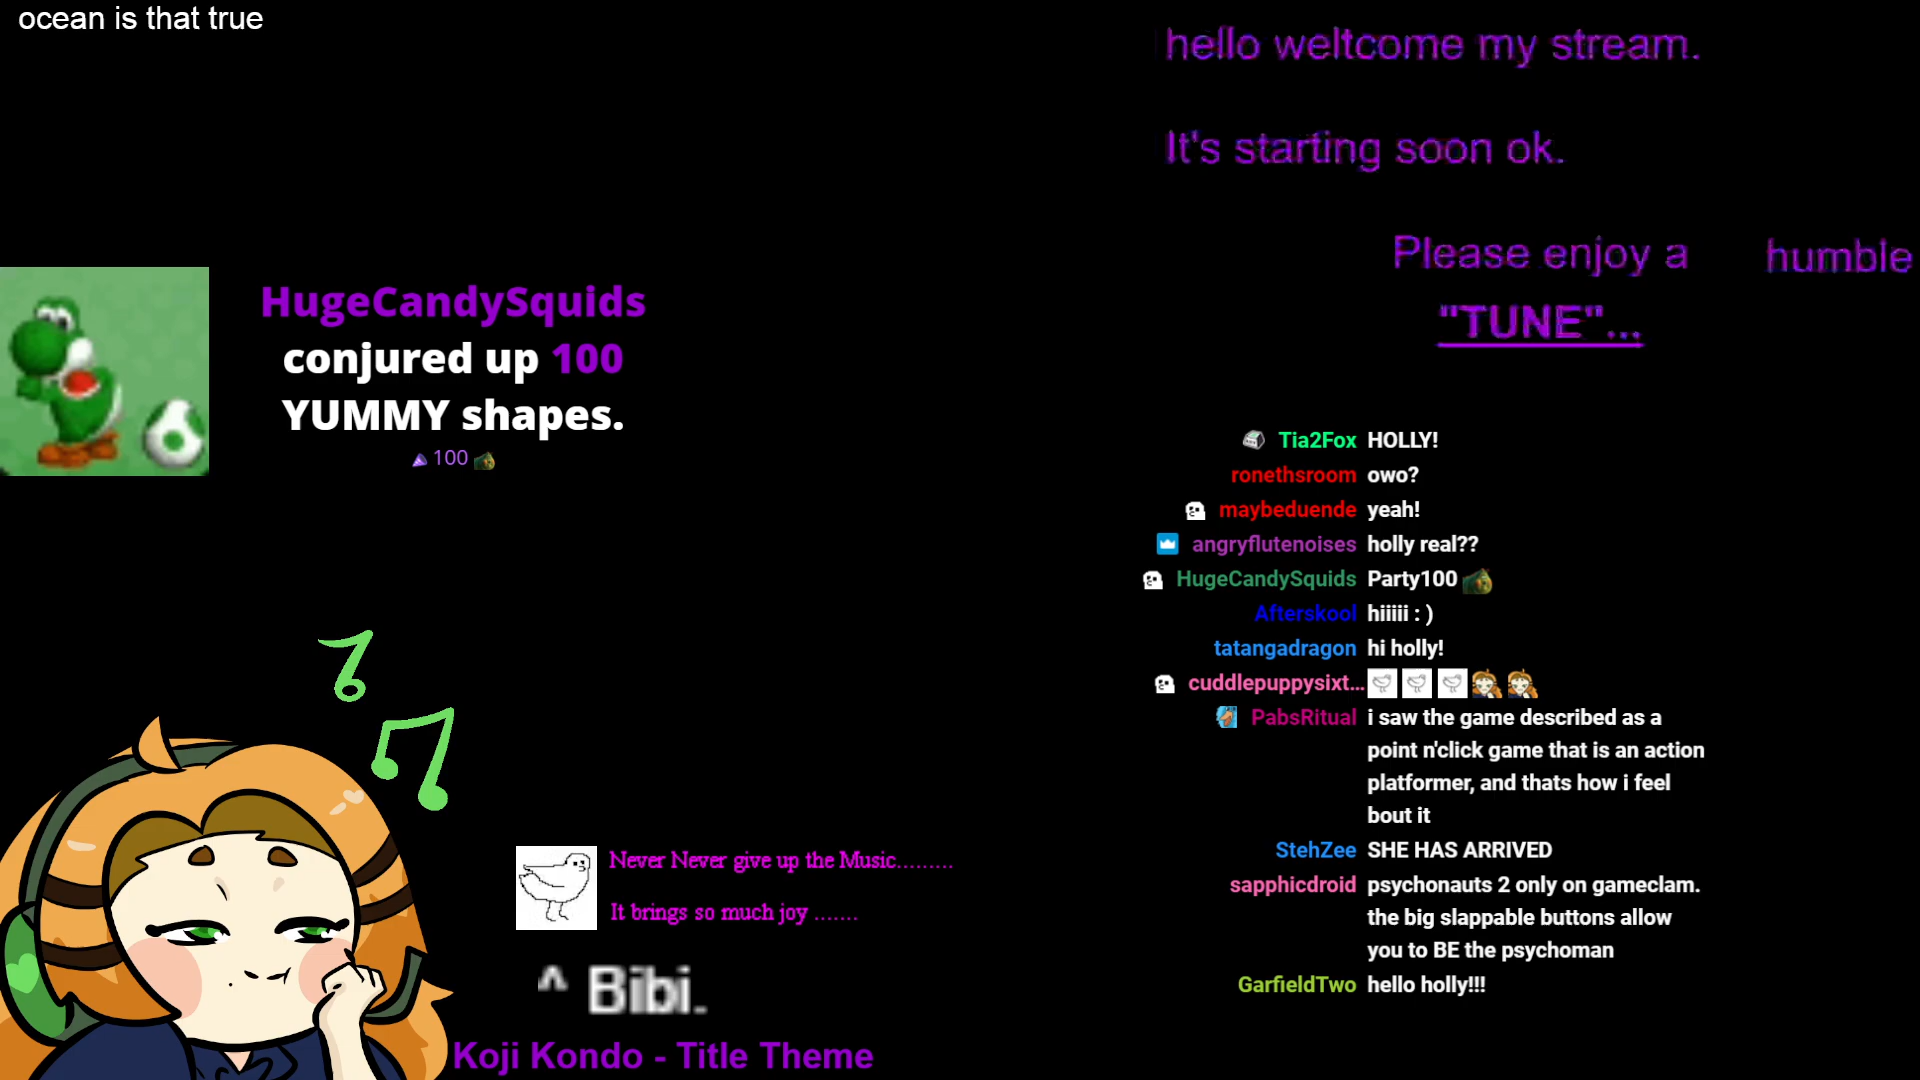 ocean is that true
hello weltcome my stream.
It's starting soon ok.
Please enjoy a humble
"TUNE"...
HugeCandySquids
conjured up 100
YUMMY shapes.
100
Tia2Fox HOLLY!
ronethsroom owo?
maybeduende yeah!
angryflutenoises holly real??
HugeCandySquids Party100
Afterskool hiiiii : )
tatangadragon hi holly!
cuddlepuppysixt...
PabsRitual i saw the game described as a
point n'click game that is an action
platformer, and thats how i feel
bout it
StehZee SHE HAS ARRIVED
sapphicdroid psychonauts 2 only on gameclam.
the big slappable buttons allow
you to BE the psychoman
GarfieldTwo hello holly!!!
Never Never give up the Music.........
It brings so much joy .......
^ Bibi.
Koji Kondo - Title Theme